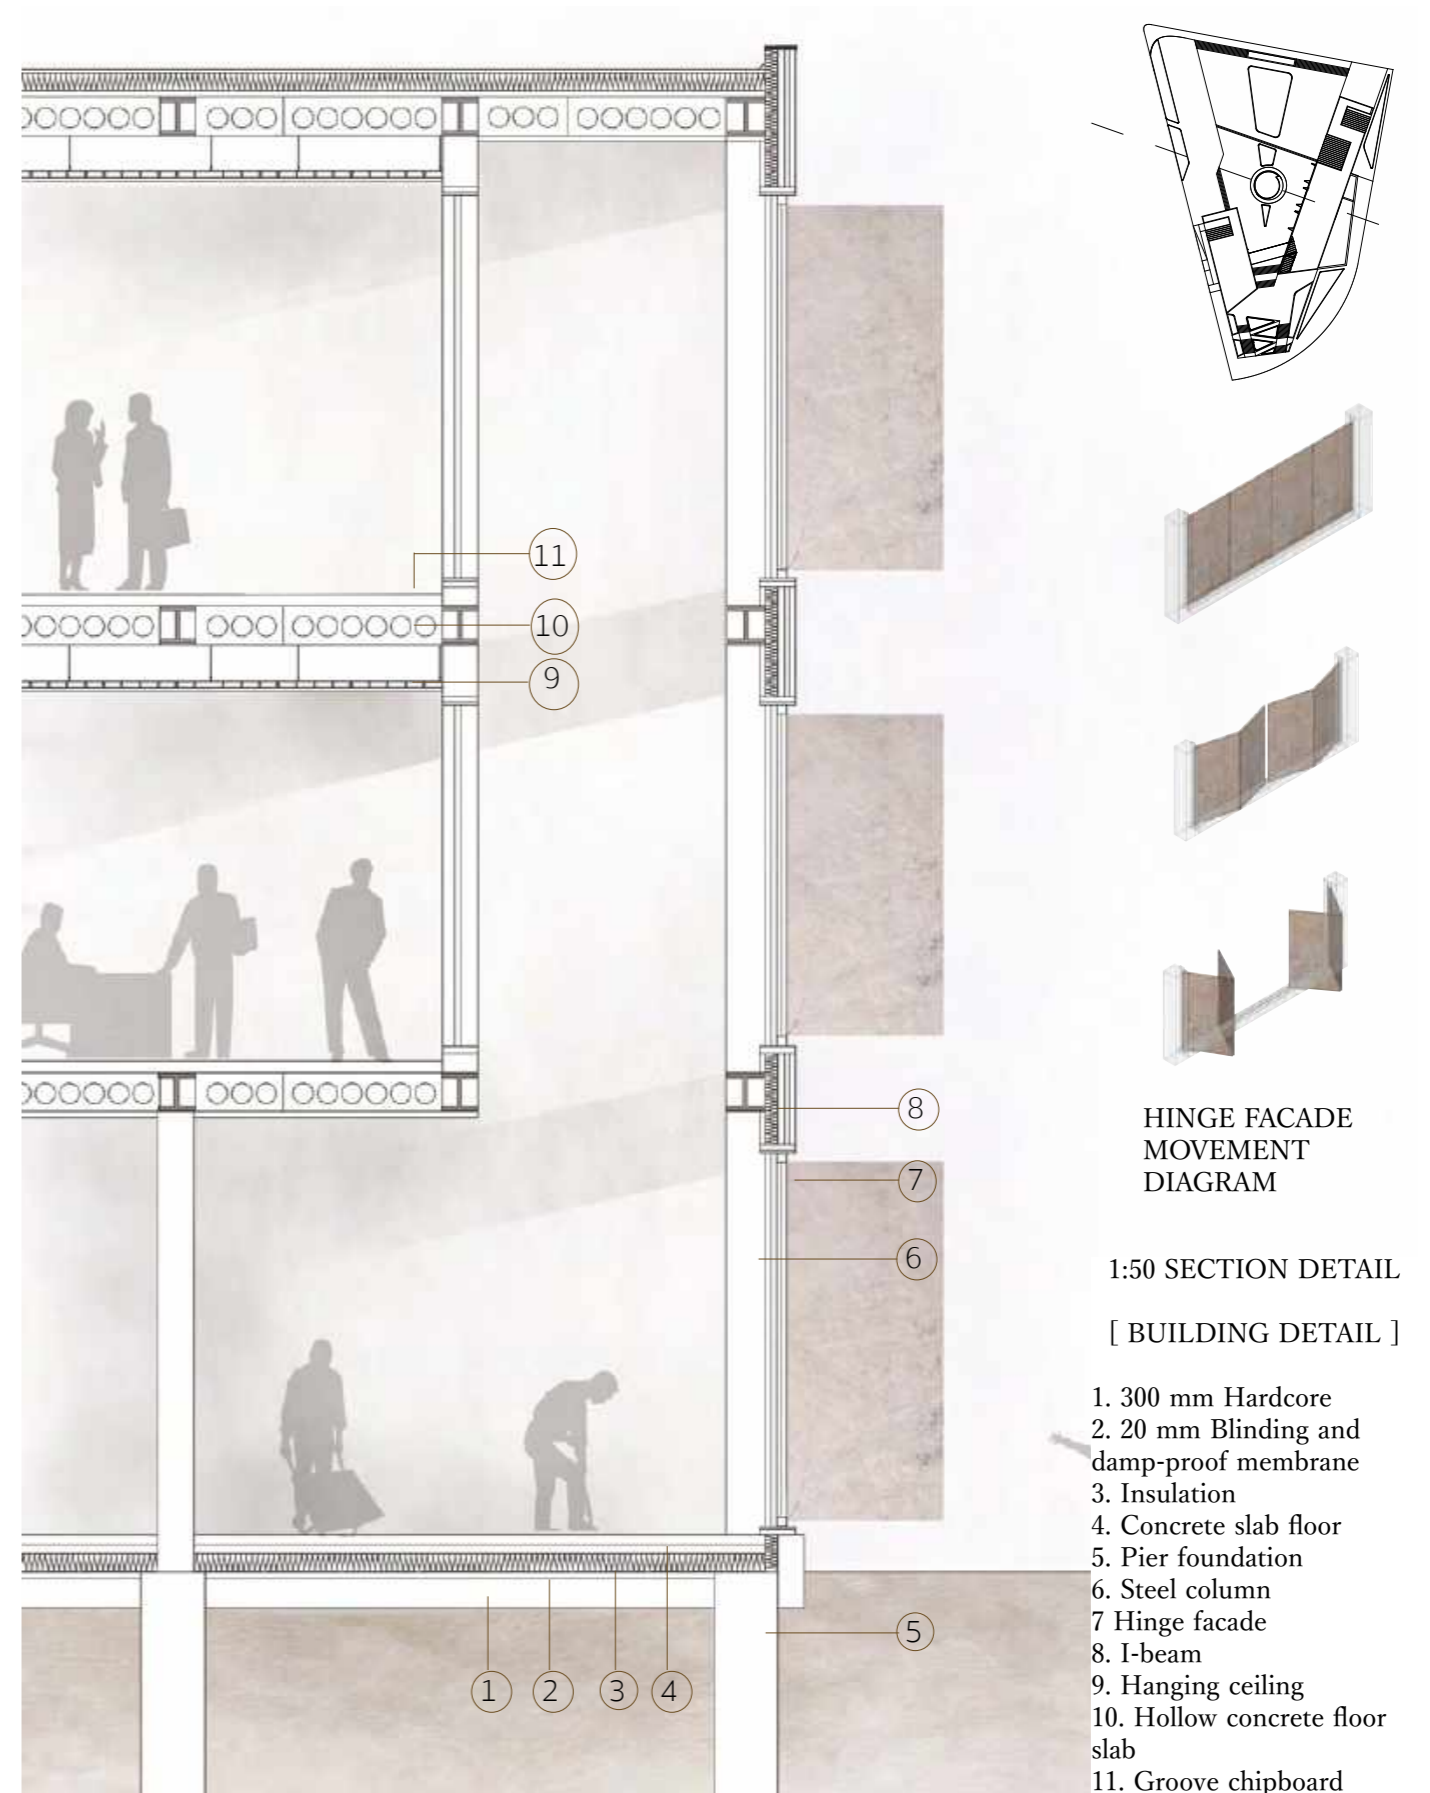 11
10
9
8
7
6
5
1
2
3
4
HINGE FACADE
MOVEMENT
DIAGRAM
1:50 SECTION DETAIL
[ BUILDING DETAIL ]
1. 300 mm Hardcore
2. 20 mm Blinding and
damp-proof membrane
3. Insulation
4. Concrete slab floor
5. Pier foundation
6. Steel column
7 Hinge facade
8. I-beam
9. Hanging ceiling
10. Hollow concrete floor
slab
11. Groove chipboard